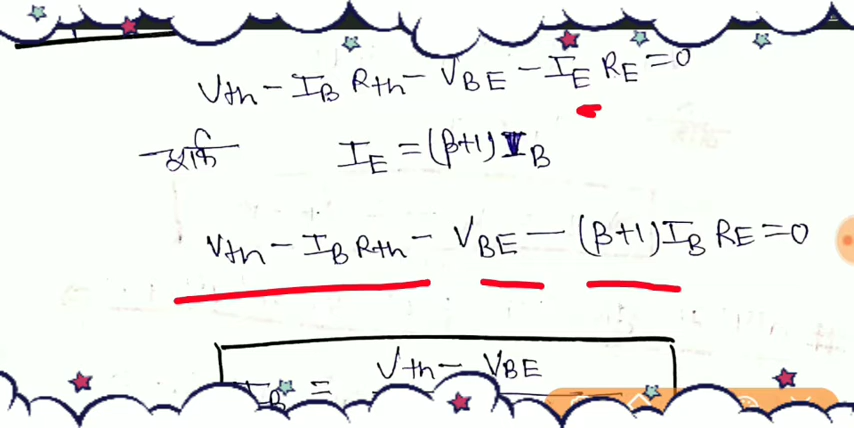 Vth - IB Rth - VBE - IE RE = 0
IE = (β+1) IB
Vth - IB Rth - VBE - (β+1) IB RE = 0
IB = Vth - VBE